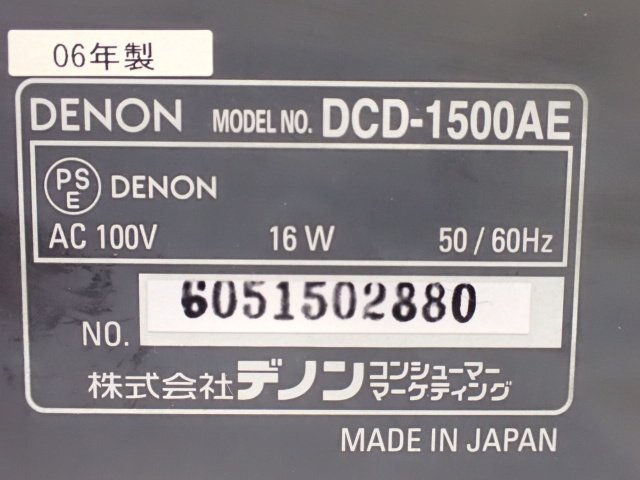 06年製
DENON MODEL NO. DCD-1500AE
PSE DENON
AC 100V 16 W 50 / 60Hz
NO. 6051502880
株式会社デノン コンシューマー
マーケティング
MADE IN JAPAN